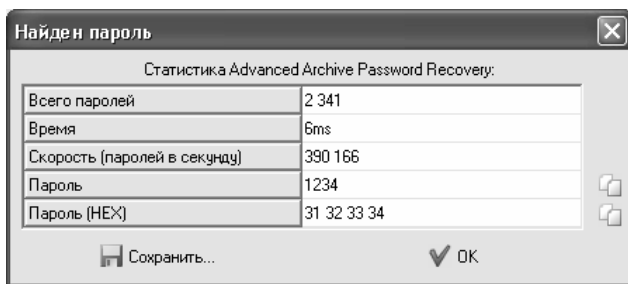 Найден пароль
Статистика Advanced Archive Password Recovery:
Всего паролей 2 341
Время 6ms
Скорость (паролей в секунду) 390 166
Пароль 1234
Пароль (HEX) 31 32 33 34
Сохранить... OK